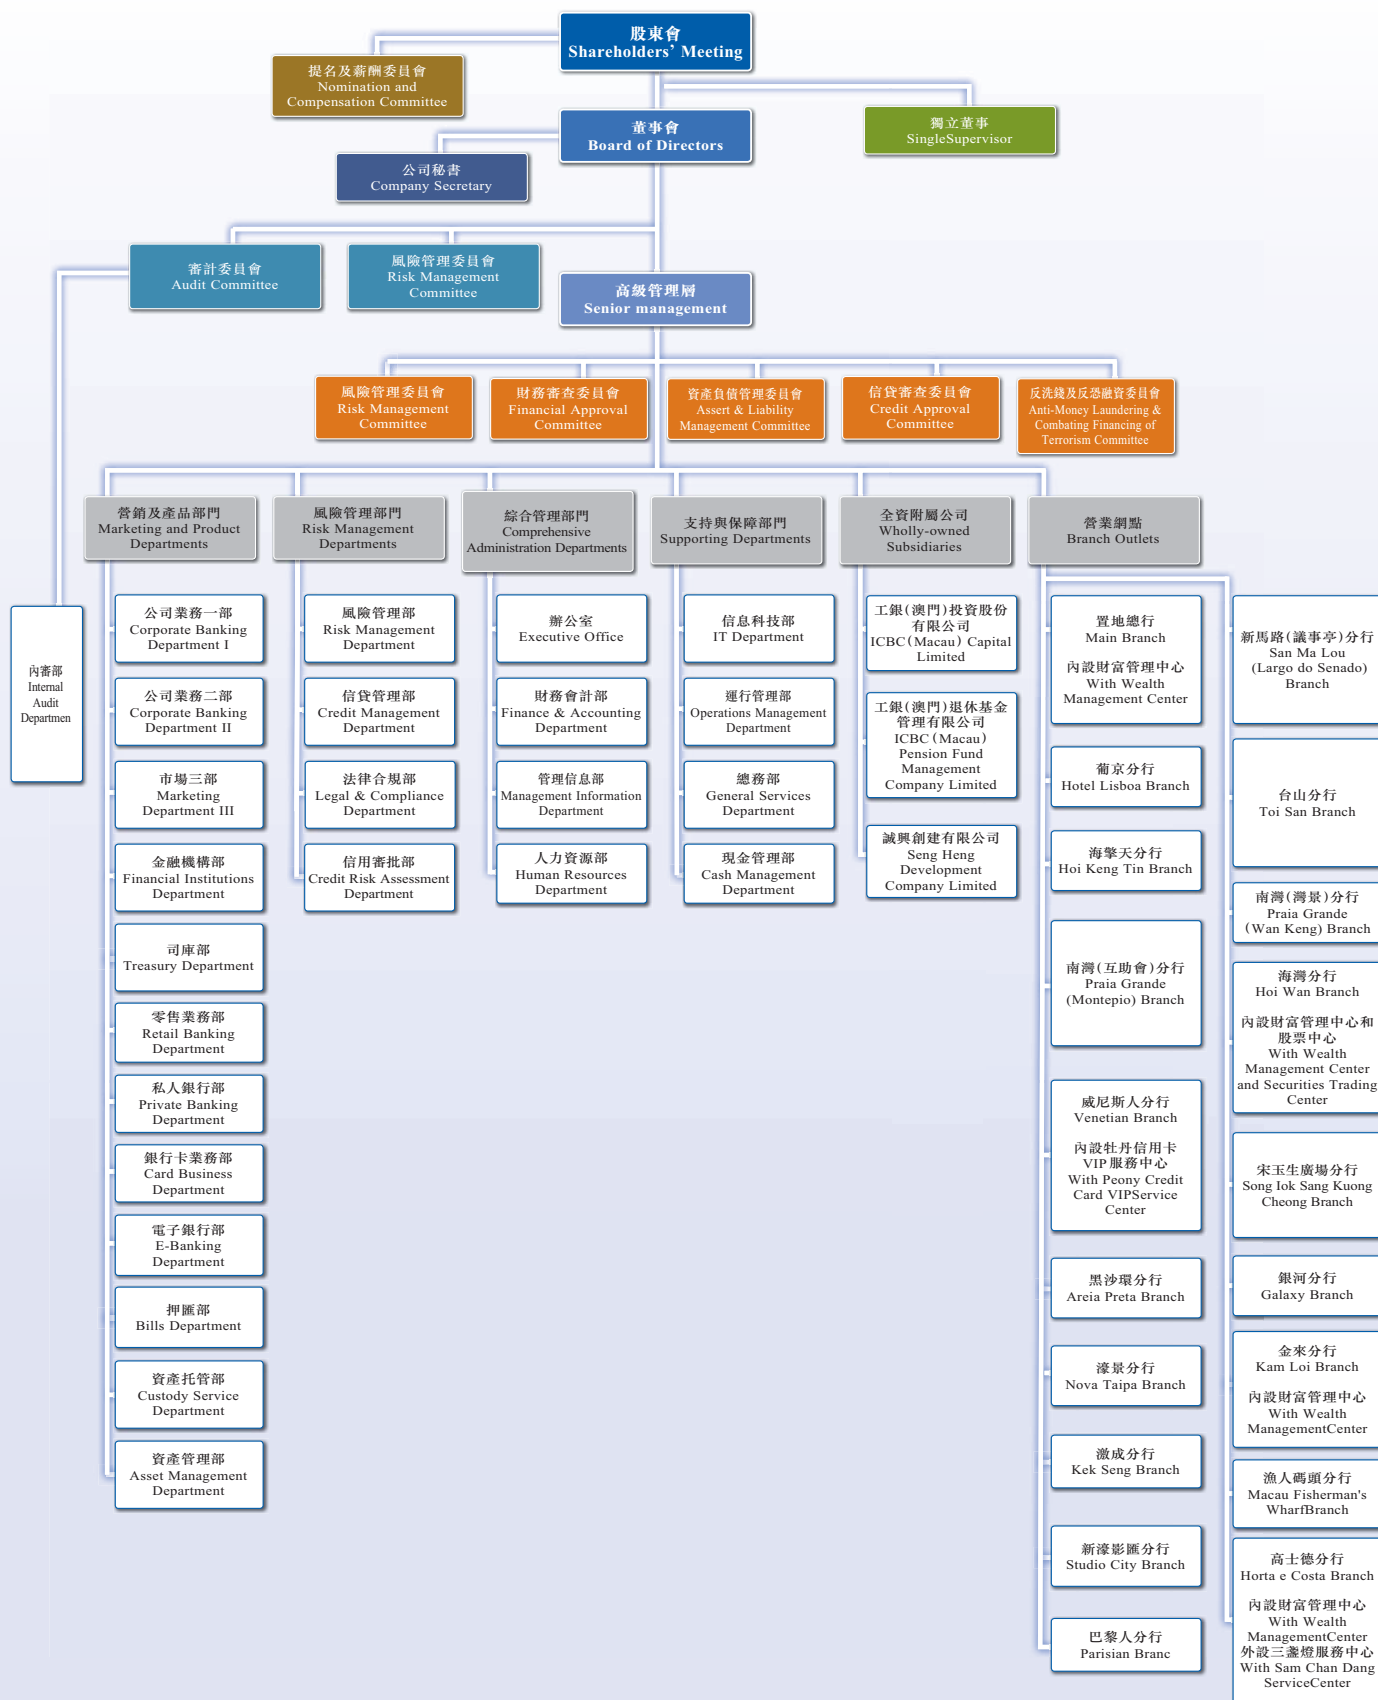 股東會
Shareholders’ Meeting
提名及薪酬委員會
Nomination and
Compensation Committee
董事會
Board of Directors
獨立董事
SingleSupervisor
公司秘書
Company Secretary
審計委員會
Audit Committee
風險管理委員會
Risk Management
Committee
高級管理層
Senior management
風險管理委員會
Risk Management
Committee
財務審查委員會
Financial Approval
Committee
資產負債管理委員會
Assert & Liability
Management Committee
信貸審查委員會
Credit Approval
Committee
反洗錢及反恐融資委員會
Anti-Money Laundering &
Combating Financing of
Terrorism Committee
營銷及產品部門
Marketing and Product
Departments
風險管理部門
Risk Management
Departments
綜合管理部門
Comprehensive
Administration Departments
支持與保障部門
Supporting Departments
全資附屬公司
Wholly-owned
Subsidiaries
營業網點
Branch Outlets
內審部
Internal
Audit
Departmen
公司業務一部
Corporate Banking
Department I
公司業務二部
Corporate Banking
Department II
市場三部
Marketing
Department III
金融機構部
Financial Institutions
Department
司庫部
Treasury Department
零售業務部
Retail Banking
Department
私人銀行部
Private Banking
Department
銀行卡業務部
Card Business
Department
電子銀行部
E-Banking
Department
押匯部
Bills Department
資產托管部
Custody Service
Department
資產管理部
Asset Management
Department
風險管理部
Risk Management
Department
信貸管理部
Credit Management
Department
法律合規部
Legal & Compliance
Department
信用審批部
Credit Risk Assessment
Department
辦公室
Executive Office
財務會計部
Finance & Accounting
Department
管理信息部
Management Information
Department
人力資源部
Human Resources
Department
信息科技部
IT Department
運行管理部
Operations Management
Department
總務部
General Services
Department
現金管理部
Cash Management
Department
工銀(澳門)投資股份
有限公司
ICBC(Macau) Capital
Limited
工銀(澳門)退休基金
管理有限公司
ICBC (Macau)
Pension Fund
Management
Company Limited
誠興創建有限公司
Seng Heng
Development
Company Limited
置地總行
Main Branch
內設財富管理中心
With Wealth
Management Center
葡京分行
Hotel Lisboa Branch
海擎天分行
Hoi Keng Tin Branch
南灣(互助會)分行
Praia Grande
(Montepio) Branch
威尼斯人分行
Venetian Branch
內設牡丹信用卡
VIP 服務中心
With Peony Credit
Card VIPService
Center
黑沙環分行
Areia Preta Branch
濠景分行
Nova Taipa Branch
激成分行
Kek Seng Branch
新濠影匯分行
Studio City Branch
巴黎人分行
Parisian Branc
新馬路(議事亭)分行
San Ma Lou
(Largo do Senado)
Branch
台山分行
Toi San Branch
南灣(灣景)分行
Praia Grande
(Wan Keng) Branch
海灣分行
Hoi Wan Branch
內設財富管理中心和
股票中心
With Wealth
Management Center
and Securities Trading
Center
宋玉生廣場分行
Song Iok Sang Kuong
Cheong Branch
銀河分行
Galaxy Branch
金來分行
Kam Loi Branch
內設財富管理中心
With Wealth
ManagementCenter
漁人碼頭分行
Macau Fisherman's
WharfBranch
高士德分行
Horta e Costa Branch
內設財富管理中心
With Wealth
ManagementCenter
外設三盞燈服務中心
With Sam Chan Dang
ServiceCenter